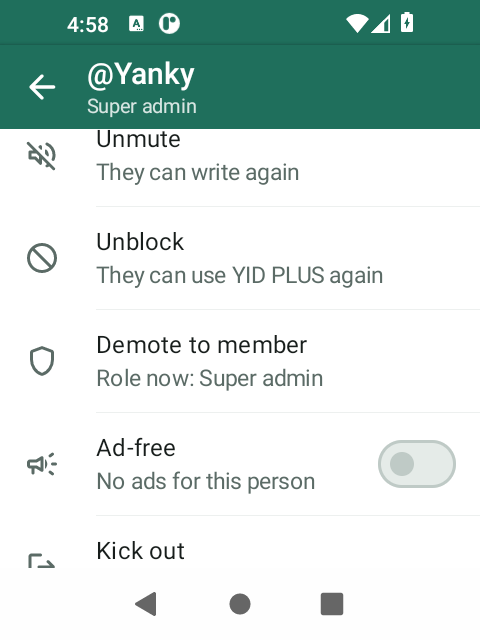 4:58
@Yanky
Super admin
Unmute
They can write again
Unblock
They can use YID PLUS again
Demote to member
Role now: Super admin
Ad-free
No ads for this person
Kick out